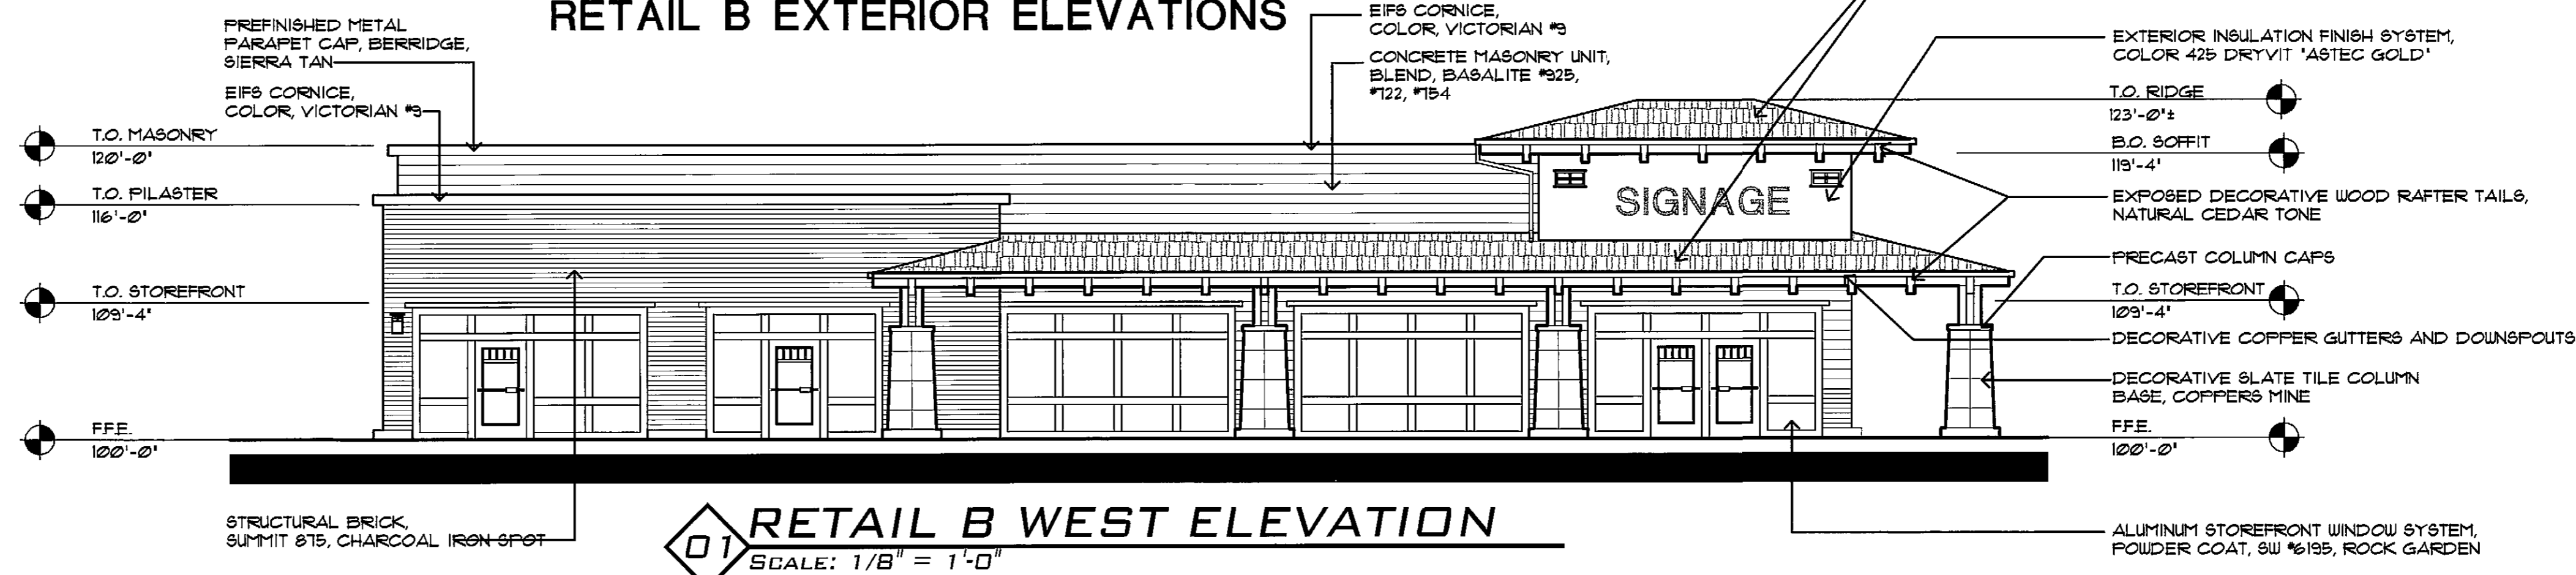 RETAIL B EXTERIOR ELEVATIONS
PREFINISHED METAL
PARAPET CAP, BERRIDGE,
SIERRA TAN
EIFS CORNICE,
COLOR, VICTORIAN #9
T.O. MASONRY
120'-0"
T.O. PILASTER
116'-0"
T.O. STOREFRONT
109'-4"
F.F.E.
100'-0"
STRUCTURAL BRICK,
SUMMIT 875, CHARCOAL IRON SPOT
EIFS CORNICE,
COLOR, VICTORIAN #9
CONCRETE MASONRY UNIT,
BLEND, BASALITE #925,
#722, #754
SIGNAGE
EXTERIOR INSULATION FINISH SYSTEM,
COLOR 425 DRYVIT "ASTEC GOLD"
T.O. RIDGE
123'-0"±
B.O. SOFFIT
119'-4"
EXPOSED DECORATIVE WOOD RAFTER TAILS,
NATURAL CEDAR TONE
PRECAST COLUMN CAPS
T.O. STOREFRONT
109'-4"
DECORATIVE COPPER GUTTERS AND DOWNSPOUTS
DECORATIVE SLATE TILE COLUMN
BASE, COPPERS MINE
F.F.E.
100'-0"
ALUMINUM STOREFRONT WINDOW SYSTEM,
POWDER COAT, SW #6195, ROCK GARDEN
01
RETAIL B WEST ELEVATION
SCALE: 1/8" = 1'-0"